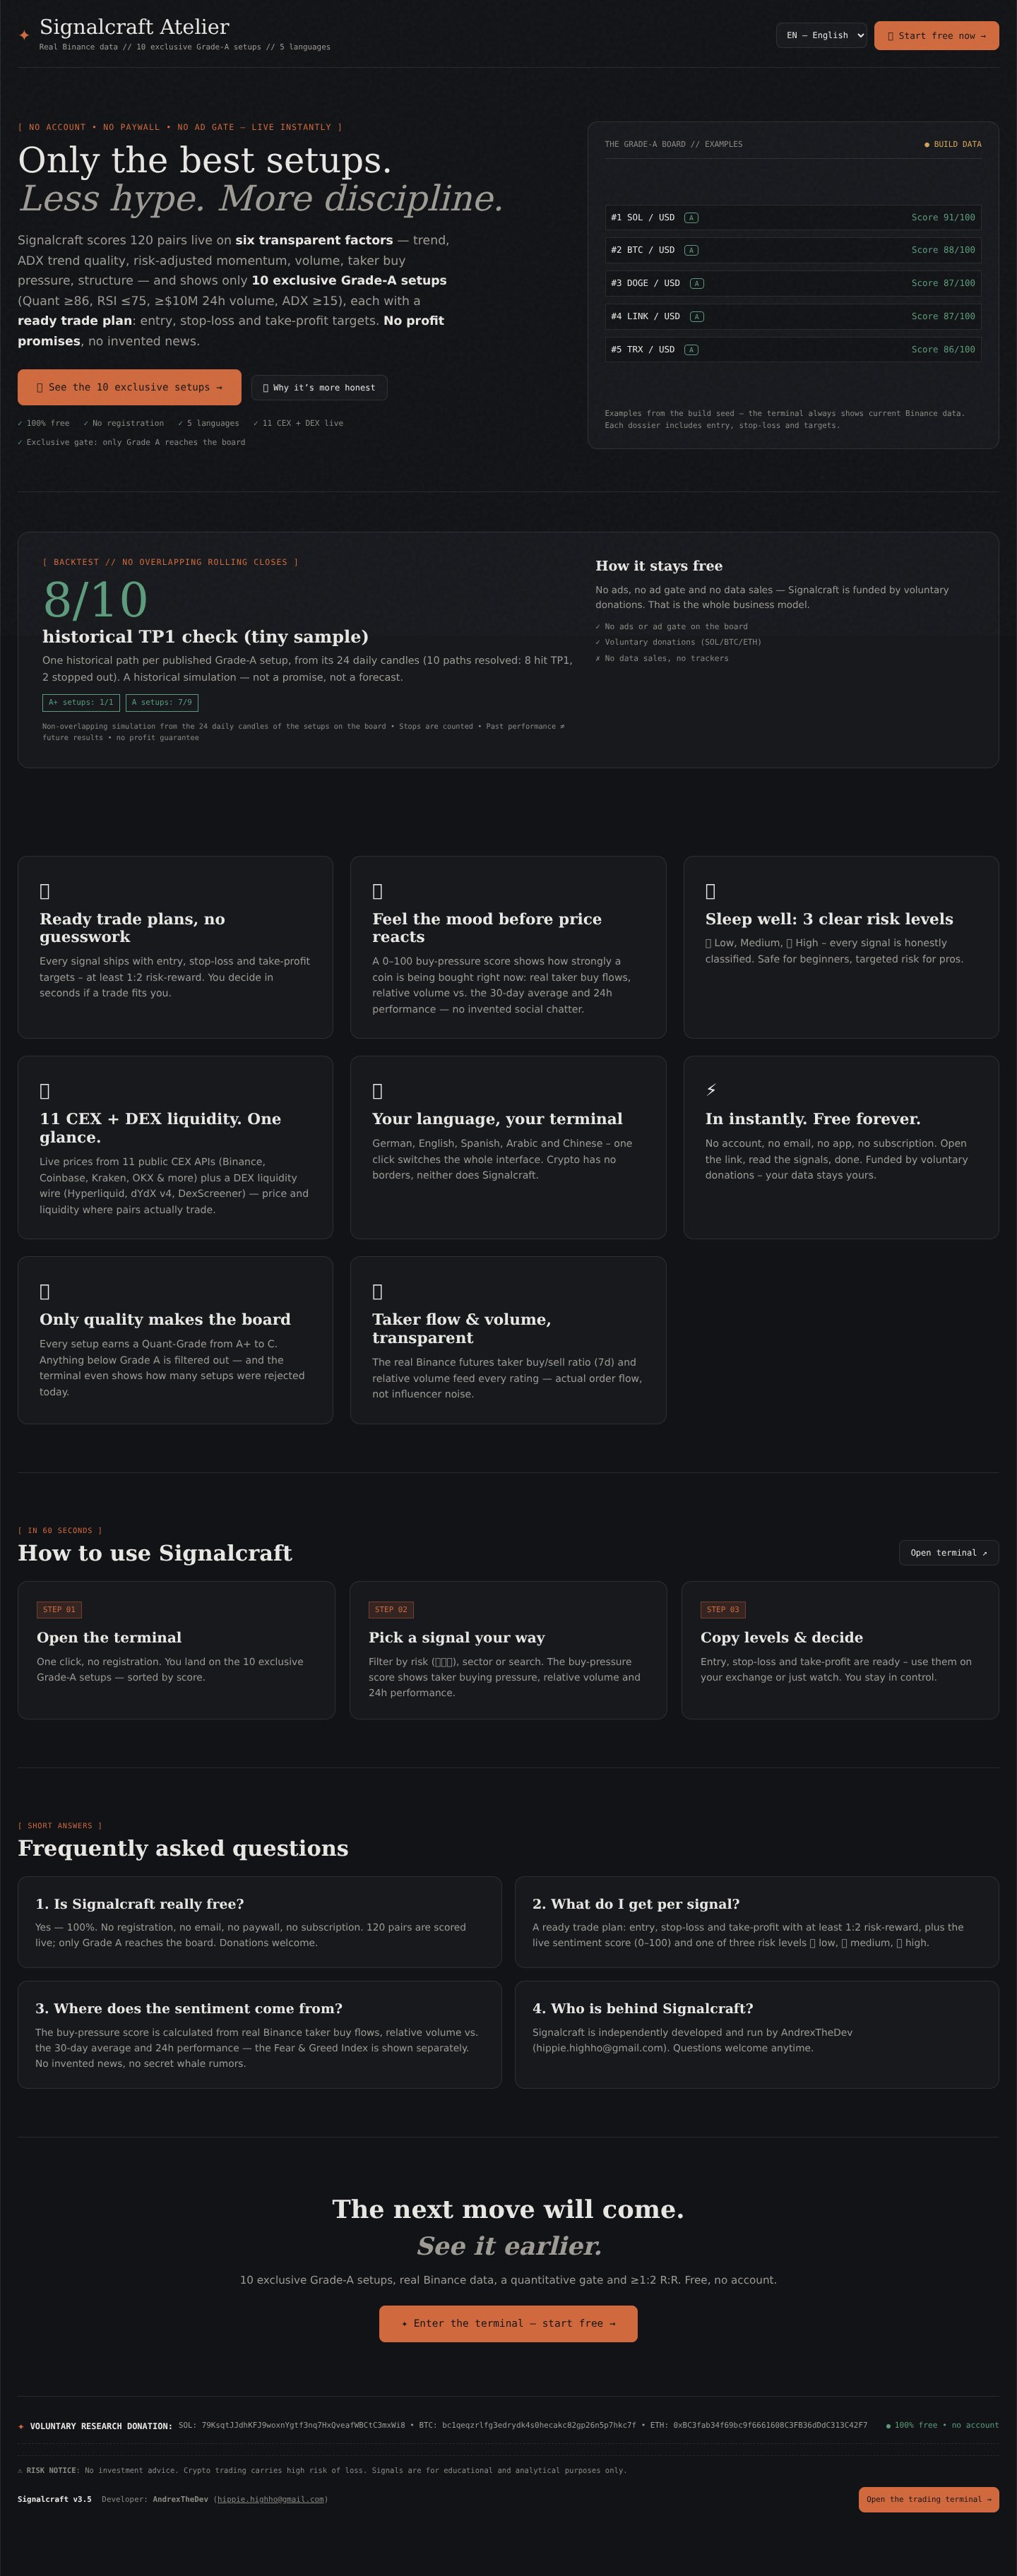 ✦ Signalcraft Atelier
Real Binance data // 10 exclusive Grade-A setups // 5 languages
EN — English
Start free now →
[ NO ACCOUNT • NO PAYWALL • NO AD GATE — LIVE INSTANTLY ]
Only the best setups.
Less hype. More discipline.
Signalcraft scores 120 pairs live on six transparent factors — trend,
ADX trend quality, risk-adjusted momentum, volume, taker buy
pressure, structure — and shows only 10 exclusive Grade-A setups
(Quant ≥86, RSI ≤75, ≥$10M 24h volume, ADX ≥15), each with a
ready trade plan: entry, stop-loss and take-profit targets. No profit
promises, no invented news.
See the 10 exclusive setups →
Why it’s more honest
✓ 100% free ✓ No registration ✓ 5 languages ✓ 11 CEX + DEX live
✓ Exclusive gate: only Grade A reaches the board
THE GRADE-A BOARD // EXAMPLES
● BUILD DATA
#1 SOL / USD A Score 91/100
#2 BTC / USD A Score 88/100
#3 DOGE / USD A Score 87/100
#4 LINK / USD A Score 87/100
#5 TRX / USD A Score 86/100
Examples from the build seed — the terminal always shows current Binance data.
Each dossier includes entry, stop-loss and targets.
[ BACKTEST // NO OVERLAPPING ROLLING CLOSES ]
8/10
historical TP1 check (tiny sample)
One historical path per published Grade-A setup, from its 24 daily candles (10 paths resolved: 8 hit TP1,
2 stopped out). A historical simulation — not a promise, not a forecast.
A+ setups: 1/1 A setups: 7/9
Non-overlapping simulation from the 24 daily candles of the setups on the board • Stops are counted • Past performance ≠
future results • no profit guarantee
How it stays free
No ads, no ad gate and no data sales — Signalcraft is funded by voluntary
donations. That is the whole business model.
✓ No ads or ad gate on the board
✓ Voluntary donations (SOL/BTC/ETH)
✗ No data sales, no trackers
Ready trade plans, no
guesswork
Every signal ships with entry, stop-loss and take-profit
targets – at least 1:2 risk-reward. You decide in
seconds if a trade fits you.
Feel the mood before price
reacts
A 0–100 buy-pressure score shows how strongly a
coin is being bought right now: real taker buy flows,
relative volume vs. the 30-day average and 24h
performance — no invented social chatter.
Sleep well: 3 clear risk levels
Low, Medium, High – every signal is honestly
classified. Safe for beginners, targeted risk for pros.
11 CEX + DEX liquidity. One
glance.
Live prices from 11 public CEX APIs (Binance,
Coinbase, Kraken, OKX & more) plus a DEX liquidity
wire (Hyperliquid, dYdX v4, DexScreener) — price and
liquidity where pairs actually trade.
Your language, your terminal
German, English, Spanish, Arabic and Chinese – one
click switches the whole interface. Crypto has no
borders, neither does Signalcraft.
⚡
In instantly. Free forever.
No account, no email, no app, no subscription. Open
the link, read the signals, done. Funded by voluntary
donations – your data stays yours.
Only quality makes the board
Every setup earns a Quant-Grade from A+ to C.
Anything below Grade A is filtered out — and the
terminal even shows how many setups were rejected
today.
Taker flow & volume,
transparent
The real Binance futures taker buy/sell ratio (7d) and
relative volume feed every rating — actual order flow,
not influencer noise.
[ IN 60 SECONDS ]
How to use Signalcraft
Open terminal ↗
STEP 01
Open the terminal
One click, no registration. You land on the 10 exclusive
Grade-A setups — sorted by score.
STEP 02
Pick a signal your way
Filter by risk (), sector or search. The buy-pressure
score shows taker buying pressure, relative volume and
24h performance.
STEP 03
Copy levels & decide
Entry, stop-loss and take-profit are ready – use them on
your exchange or just watch. You stay in control.
[ SHORT ANSWERS ]
Frequently asked questions
1. Is Signalcraft really free?
Yes — 100%. No registration, no email, no paywall, no subscription. 120 pairs are scored
live; only Grade A reaches the board. Donations welcome.
2. What do I get per signal?
A ready trade plan: entry, stop-loss and take-profit with at least 1:2 risk-reward, plus the
live sentiment score (0–100) and one of three risk levels low, medium, high.
3. Where does the sentiment come from?
The buy-pressure score is calculated from real Binance taker buy flows, relative volume vs.
the 30-day average and 24h performance — the Fear & Greed Index is shown separately.
No invented news, no secret whale rumors.
4. Who is behind Signalcraft?
Signalcraft is independently developed and run by AndrexTheDev
(hippie.highho@gmail.com). Questions welcome anytime.
The next move will come.
See it earlier.
10 exclusive Grade-A setups, real Binance data, a quantitative gate and ≥1:2 R:R. Free, no account.
✦ Enter the terminal — start free →
✦ VOLUNTARY RESEARCH DONATION: SOL: 79KsqtJJdhKFJ9woxnYgtf3nq7HxQveafWBCtC3mxWi8 • BTC: bc1qeqzrlfg3edrydk4s0hecakc82gp26n5p7hkc7f • ETH: 0xBC3fab34f69bc9f6661608C3FB36dDdC313C42F7 ● 100% free • no account
⚠ RISK NOTICE: No investment advice. Crypto trading carries high risk of loss. Signals are for educational and analytical purposes only.
Signalcraft v3.5 Developer: AndrexTheDev (hippie.highho@gmail.com)
Open the trading terminal →